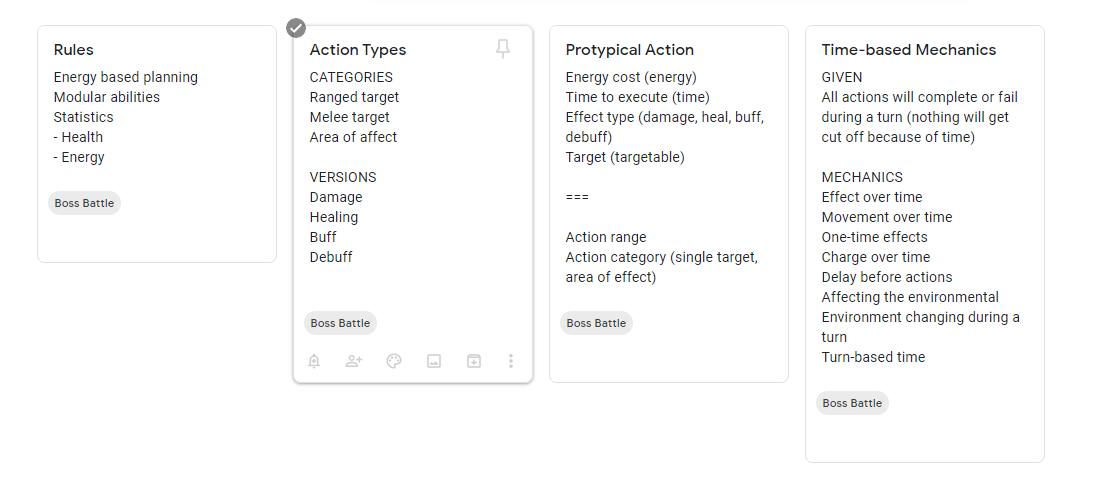 Rules
Energy based planning
Modular abilities
Statistics
- Health
- Energy
Boss Battle
Action Types
CATEGORIES
Ranged target
Melee target
Area of affect
VERSIONS
Damage
Healing
Buff
Debuff
Boss Battle
Protypical Action
Energy cost (energy)
Time to execute (time)
Effect type (damage, heal, buff,
debuff)
Target (targetable)
===
Action range
Action category (single target,
area of effect)
Boss Battle
Time-based Mechanics
GIVEN
All actions will complete or fail
during a turn (nothing will get
cut off because of time)
MECHANICS
Effect over time
Movement over time
One-time effects
Charge over time
Delay before actions
Affecting the environmental
Environment changing during a
turn
Turn-based time
Boss Battle